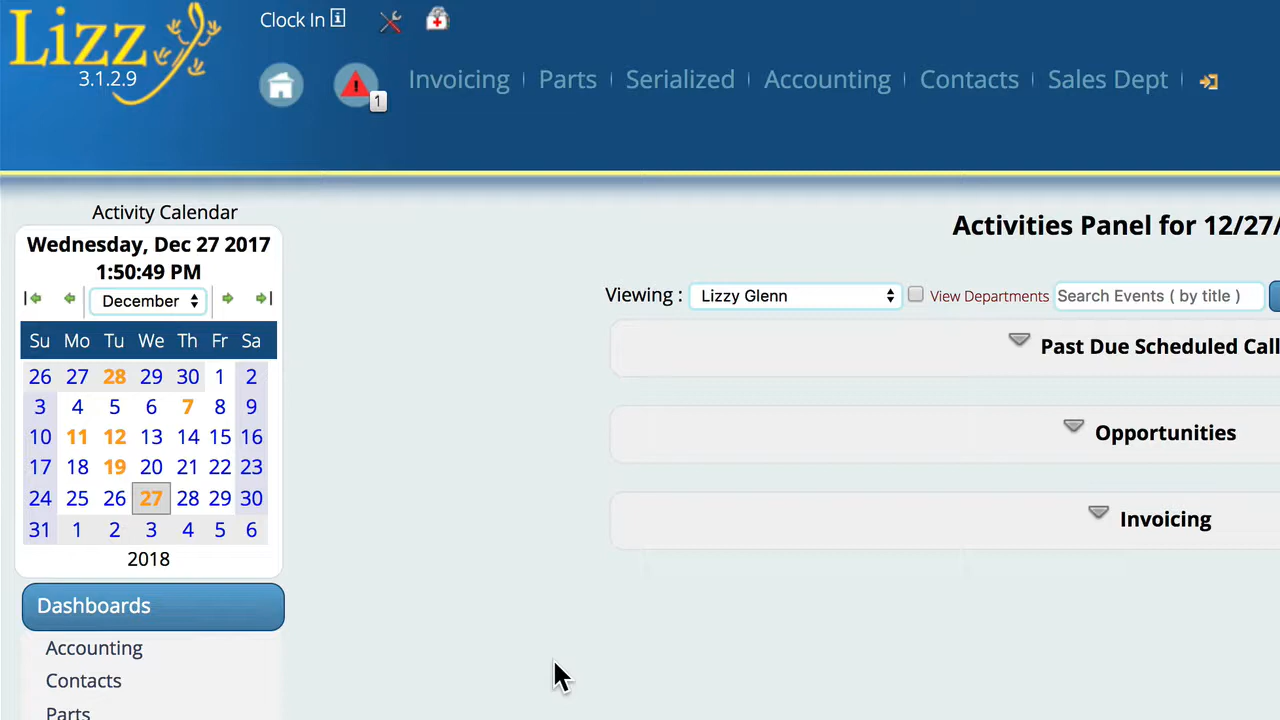 Lizzy
3.1.2.9
Clock In
1
Invoicing
Parts
Serialized
Accounting
Contacts
Sales Dept
Activity Calendar
Wednesday, Dec 27 2017
1:50:49 PM
December
Su Mo Tu We Th Fr Sa
26 27 28 29 30 1 2
3 4 5 6 7 8 9
10 11 12 13 14 15 16
17 18 19 20 21 22 23
24 25 26 27 28 29 30
31 1 2 3 4 5 6
2018
Dashboards
Accounting
Contacts
Parts
Activities Panel for 12/27/
Viewing : Lizzy Glenn View Departments Search Events ( by title )
Past Due Scheduled Call
Opportunities
Invoicing